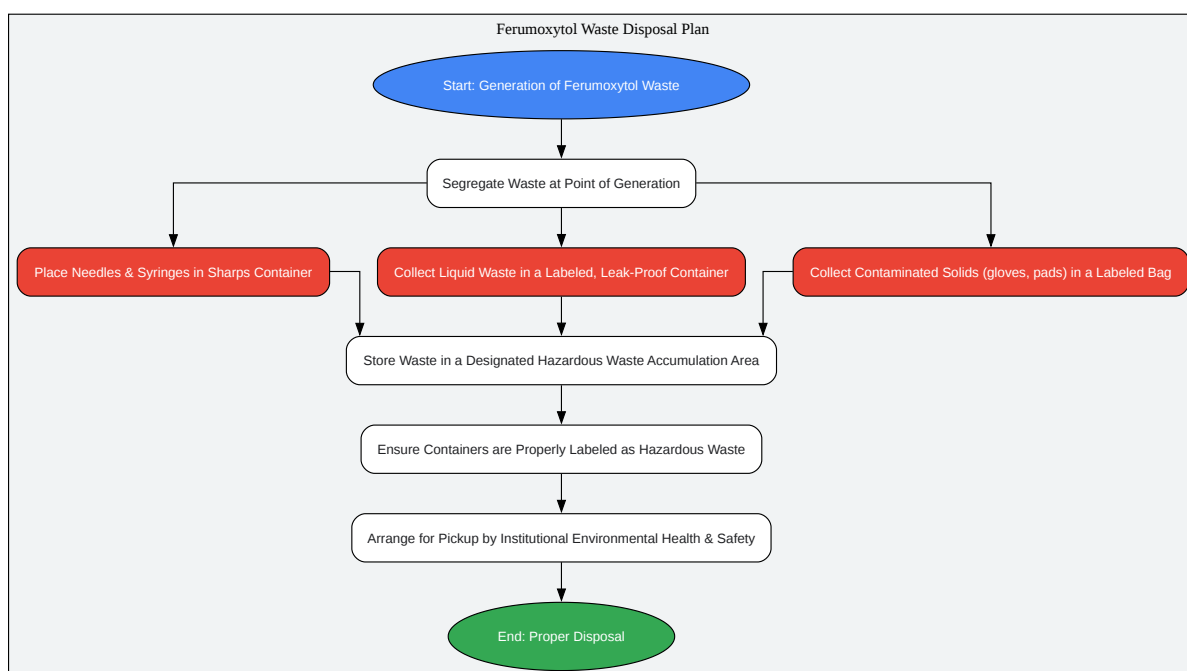 Ferumoxytol Waste Disposal Plan
Start: Generation of Ferumoxytol Waste
Segregate Waste at Point of Generation
Place Needles & Syringes in Sharps Container
Collect Liquid Waste in a Labeled, Leak-Proof Container
Collect Contaminated Solids (gloves, pads) in a Labeled Bag
Store Waste in a Designated Hazardous Waste Accumulation Area
Ensure Containers are Properly Labeled as Hazardous Waste
Arrange for Pickup by Institutional Environmental Health & Safety
End: Proper Disposal